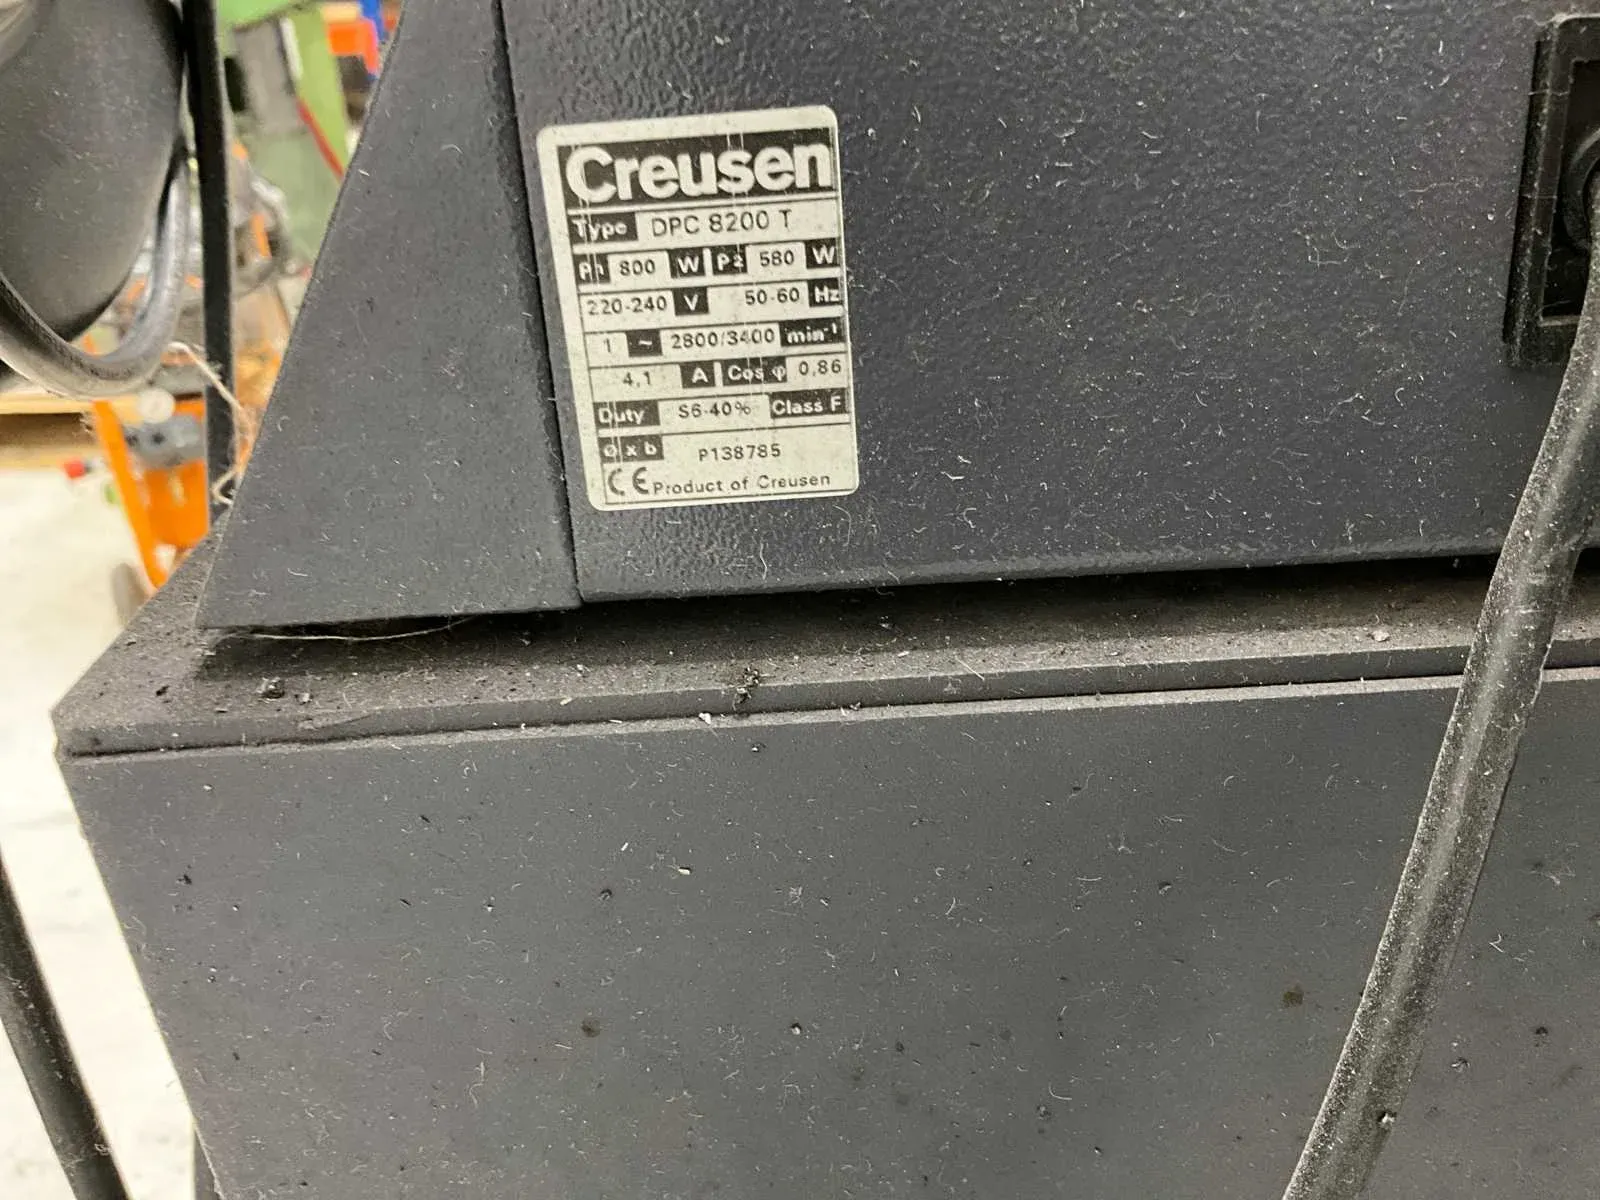 Creusen
Type DPC 8200 T
P1 800 W P2 580 W
220-240 V 50-60 Hz
1 ~ 2800/3400 min⁻¹
4,1 A Cos φ 0,86
Duty S6-40% Class F
Ø x b P138785
CE Product of Creusen